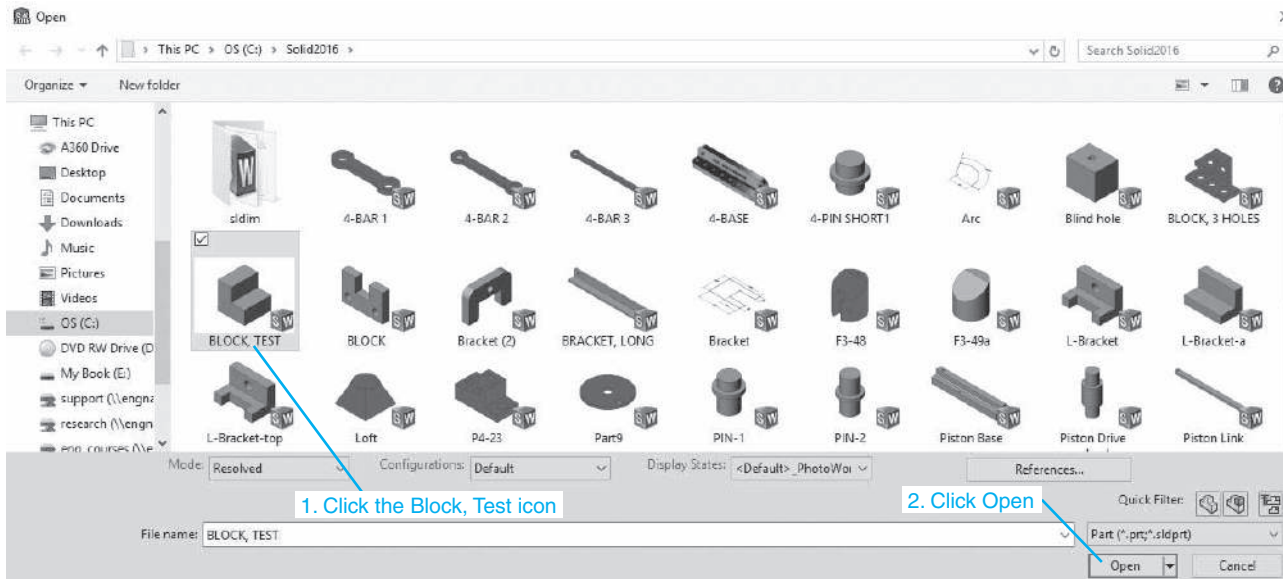 Open
This PC > OS (C:) > Solid2016 >
Search Solid2016
Organize
New folder
This PC
A360 Drive
Desktop
Documents
Downloads
Music
Pictures
Videos
OS (C:)
DVD RW Drive (D
My Book (E:)
support (\\engna
research (\\engn
eng_courses (\\e
sldim
4-BAR 1
4-BAR 2
4-BAR 3
4-BASE
4-PIN SHORT1
Arc
Blind hole
BLOCK, 3 HOLES
BLOCK, TEST
BLOCK
Bracket (2)
BRACKET, LONG
Bracket
F3-48
F3-49a
L-Bracket
L-Bracket-a
L-Bracket-top
Loft
P4-23
Part9
PIN-1
PIN-2
Piston Base
Piston Drive
Piston Link
Mode: Resolved
Configurations: Default
Display States: <Default>_PhotoWor
References...
1. Click the Block, Test icon
2. Click Open
Quick Filter:
File name: BLOCK, TEST
Part (*.prt;*.sldprt)
Open
Cancel